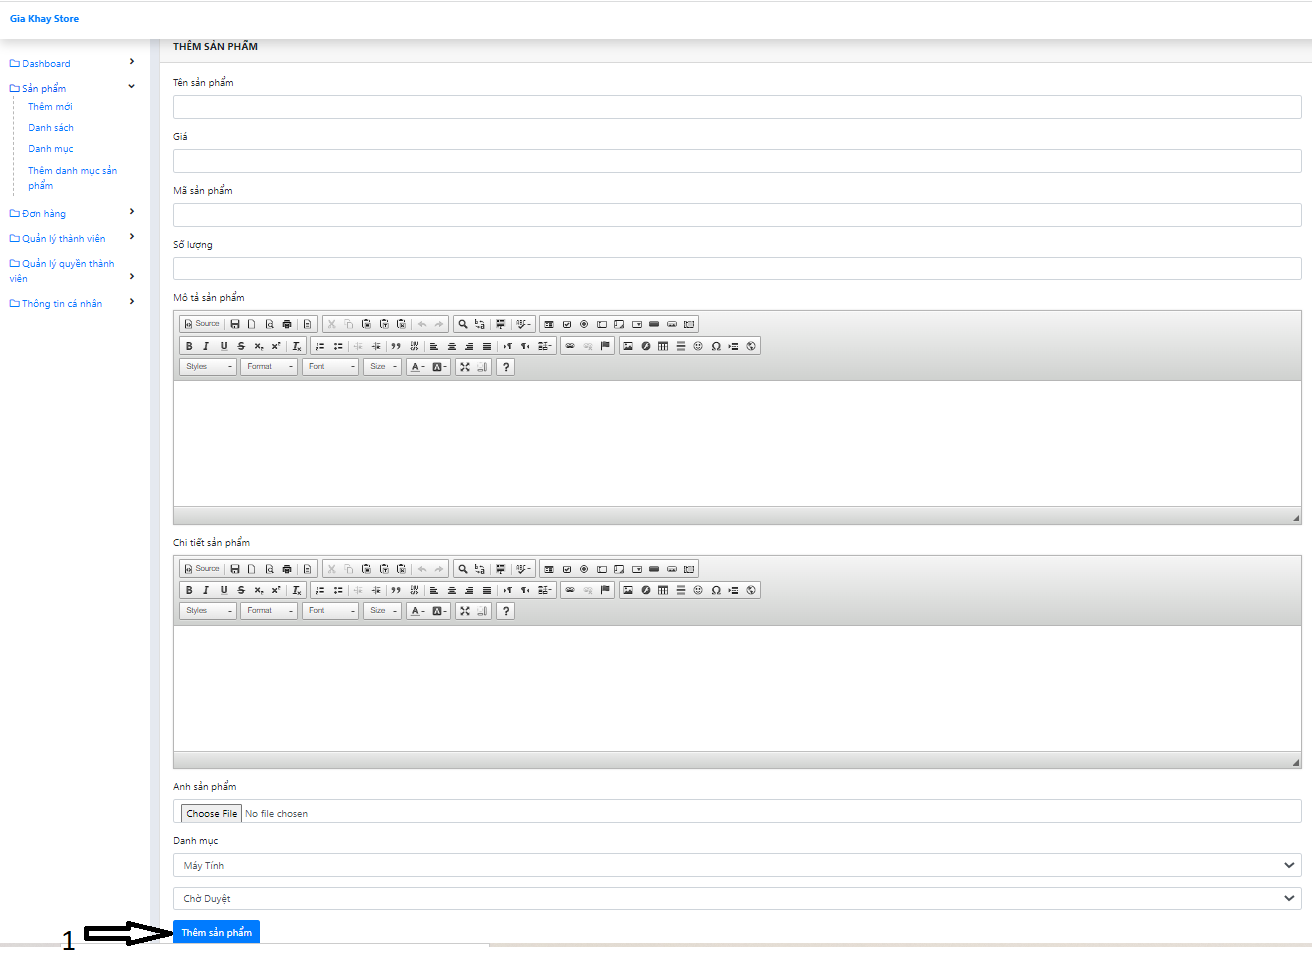 Gia Khay Store
THÊM SẢN PHẨM
Dashboard
Sản phẩm
Thêm mới
Danh sách
Danh mục
Thêm danh mục sản
phẩm
Đơn hàng
Quản lý thành viên
Quản lý quyền thành
viên
Thông tin cá nhân
Tên sản phẩm
Giá
Mã sản phẩm
Số lượng
Mô tả sản phẩm
Source
Styles Format Font Size
Chi tiết sản phẩm
Source
Styles Format Font Size
Anh sản phẩm
Choose File No file chosen
Danh mục
Máy Tính
Chờ Duyệt
1 Thêm sản phẩm